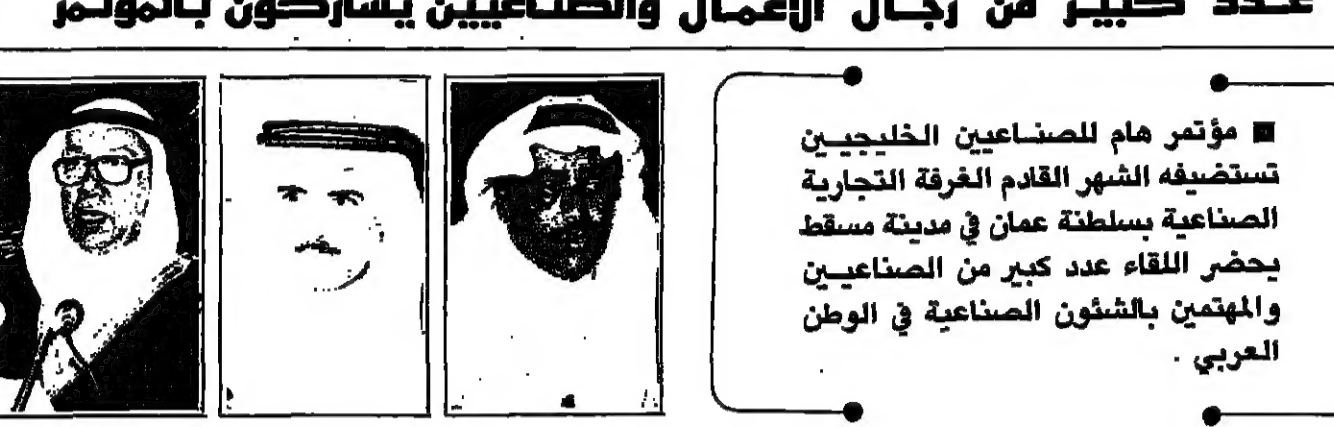 عدد كبير من رجال الأعمال والصناعيين يشاركون بالمؤتمر
■ مؤتمر هام للصناعيين الخليجيين
تستضيفه الشهر القادم الغرفة التجارية
الصناعية بسلطنة عمان في مدينة مسقط
يحضر اللقاء عدد كبير من الصناعيين
والمهتمين بالشئون الصناعية في الوطن
العربي .